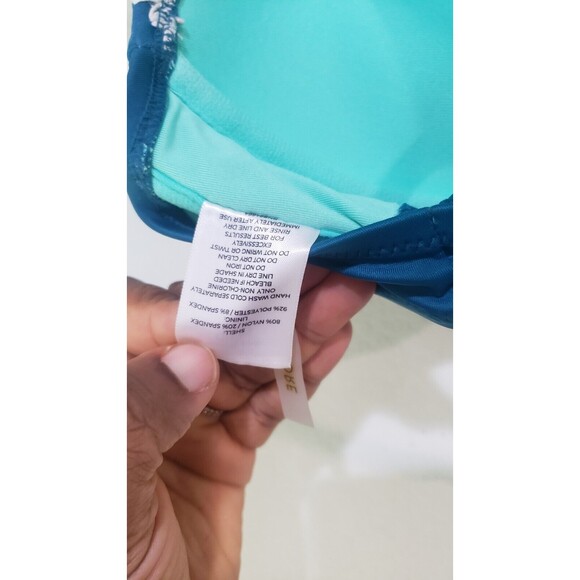 SHELL:
80% NYLON / 20% SPANDEX
LINING:
92% POLYESTER / 8% SPANDEX
HAND WASH COLD SEPARATELY
ONLY NON-CHLORINE
BLEACH IF NEEDED
LINE DRY IN SHADE
DO NOT IRON
DO NOT DRY CLEAN
DO NOT WRING OR TWIST
EXCESSIVELY
FOR BEST RESULTS
RINSE AND LINE DRY
IMMEDIATELY AFTER USE